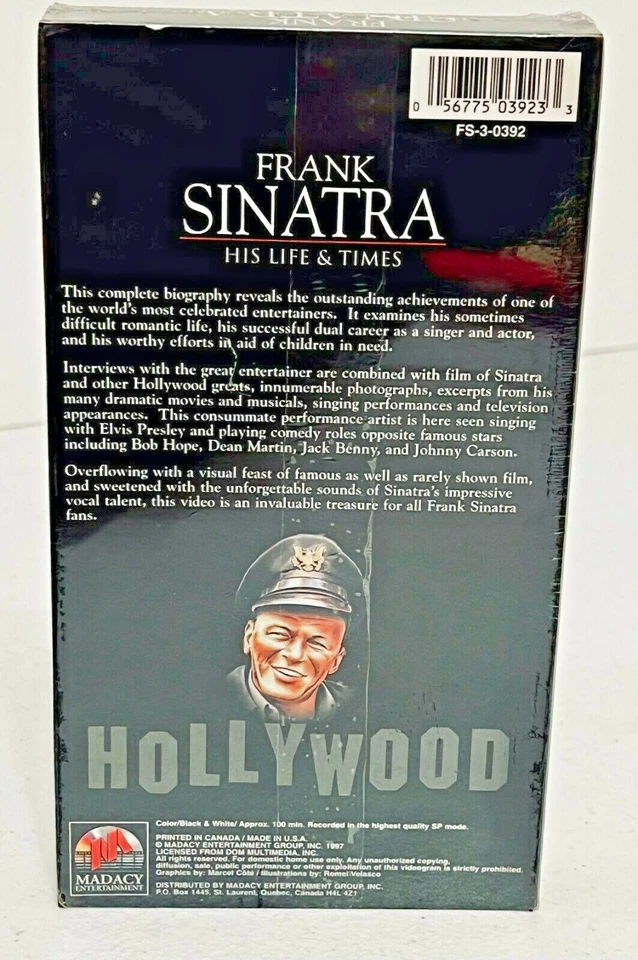 FRANK
0 56775 03923 3
FS-3-0392
FRANK
SINATRA
HIS LIFE & TIMES
This complete biography reveals the outstanding achievements of one of
the world's most celebrated entertainers. It examines his sometimes
difficult romantic life, his successful dual career as a singer and actor,
and his worthy efforts in aid of children in need.
Interviews with the great entertainer are combined with film of Sinatra
and other Hollywood greats, innumerable photographs, excerpts from his
many dramatic movies and musicals, singing performances and television
appearances. This consummate performance artist is here seen singing
with Elvis Presley and playing comedy roles opposite famous stars
including Bob Hope, Dean Martin, Jack Benny, and Johnny Carson.
Overflowing with a visual feast of famous as well as rarely shown film,
and sweetened with the unforgettable sounds of Sinatra's impressive
vocal talent, this video is an invaluable treasure for all Frank Sinatra
fans.
HOLLYWOOD
Color/Black & White/ Approx. 100 min. Recorded in the highest quality SP mode.
PRINTED IN CANADA / MADE IN U.S.A.
© MADACY ENTERTAINMENT GROUP, INC. 1997
LICENSED FROM DOM MULTIMEDIA, INC.
All rights reserved. For domestic home use only. Any unauthorized copying,
diffusion, sale, public performance or other exploitation of this videogram is strictly prohibited.
Graphics by: Marcel Côté / Illustrations by: Romel Velasco
DISTRIBUTED BY MADACY ENTERTAINMENT GROUP, INC.
P.O. Box 1445, St. Laurent, Quebec, Canada H4L 4Z1
MADACY
ENTERTAINMENT